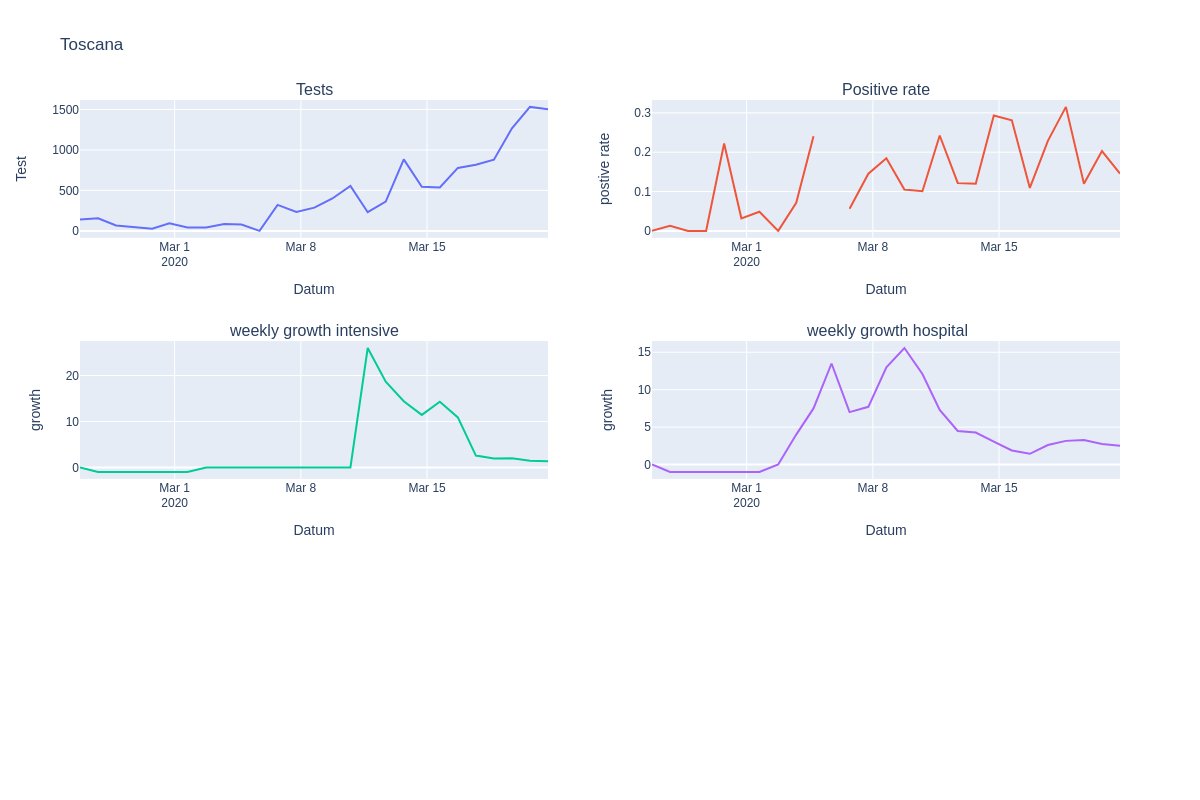 Toscana
Tests
Test
1500
1000
500
0
Mar 1
2020
Mar 8
Mar 15
Datum
Positive rate
postive rate
0.3
0.2
0.1
0
Mar 1
2020
Mar 8
Mar 15
Datum
weekly growth intensive
growth
20
10
0
Mar 1
2020
Mar 8
Mar 15
Datum
weekly growth hospital
growth
15
10
5
0
Mar 1
2020
Mar 8
Mar 15
Datum